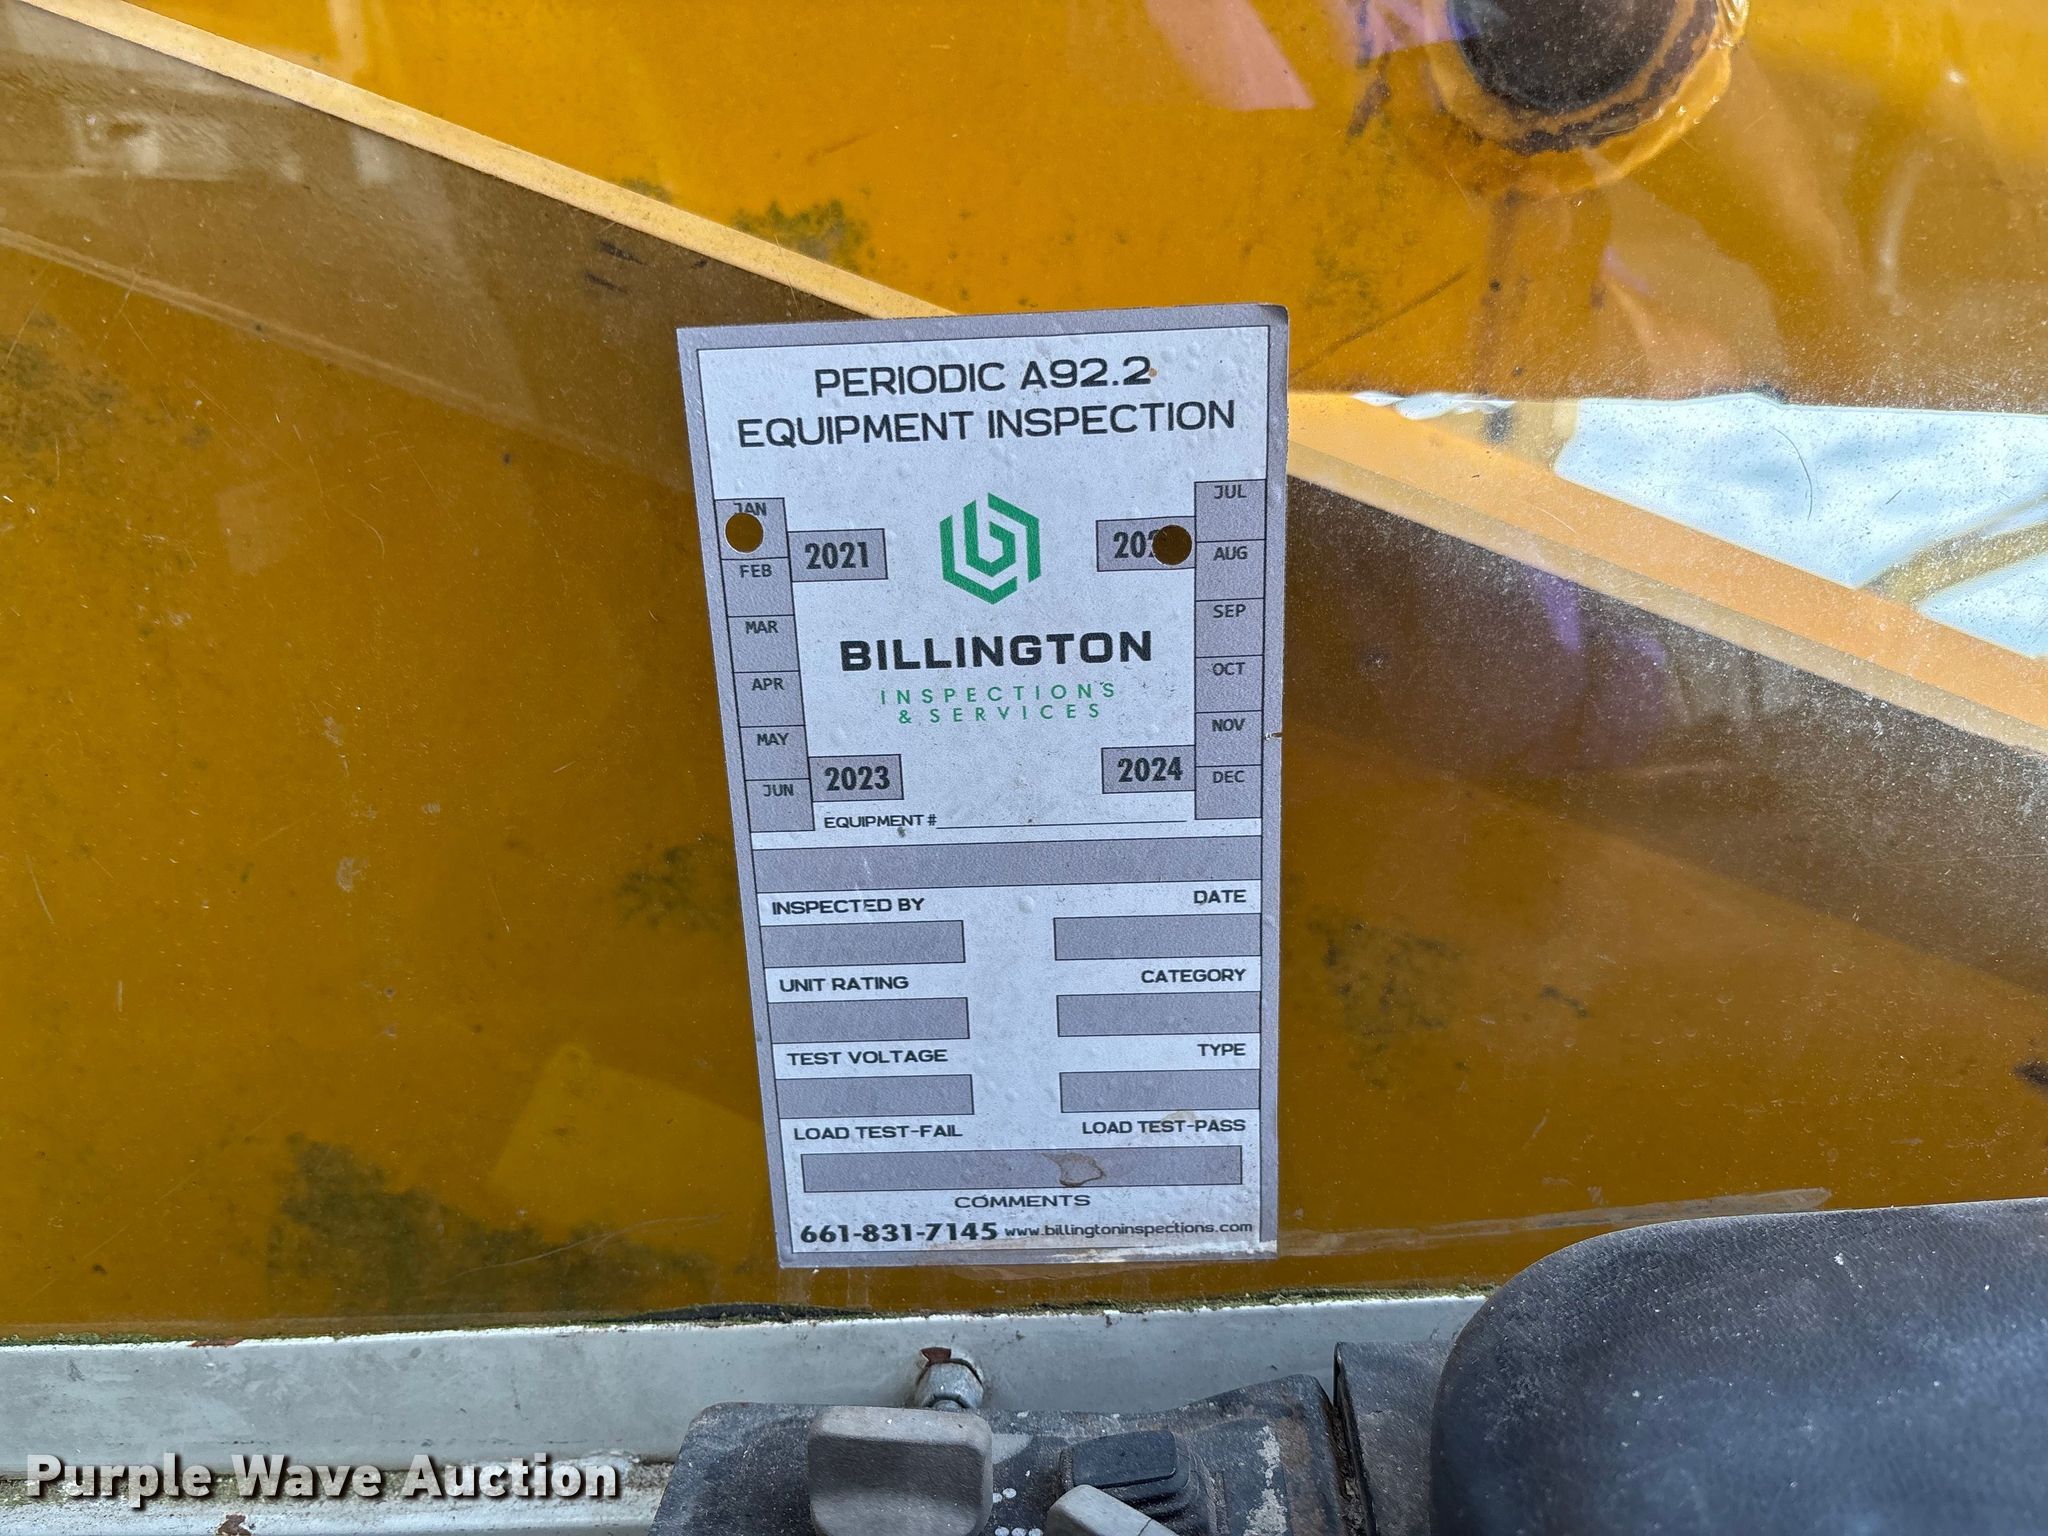 PERIODIC A92.2
EQUIPMENT INSPECTION
JAN
FEB
MAR
APR
MAY
JUN
2021
JUL
AUG
SEP
OCT
NOV
DEC
BILLINGTON
INSPECTIONS
& SERVICES
2023
2024
EQUIPMENT #
INSPECTED BY
DATE
UNIT RATING
CATEGORY
TEST VOLTAGE
TYPE
LOAD TEST-FAIL
LOAD TEST-PASS
COMMENTS
661-831-7145 www.billingtoninspections.com
Purple Wave Auction